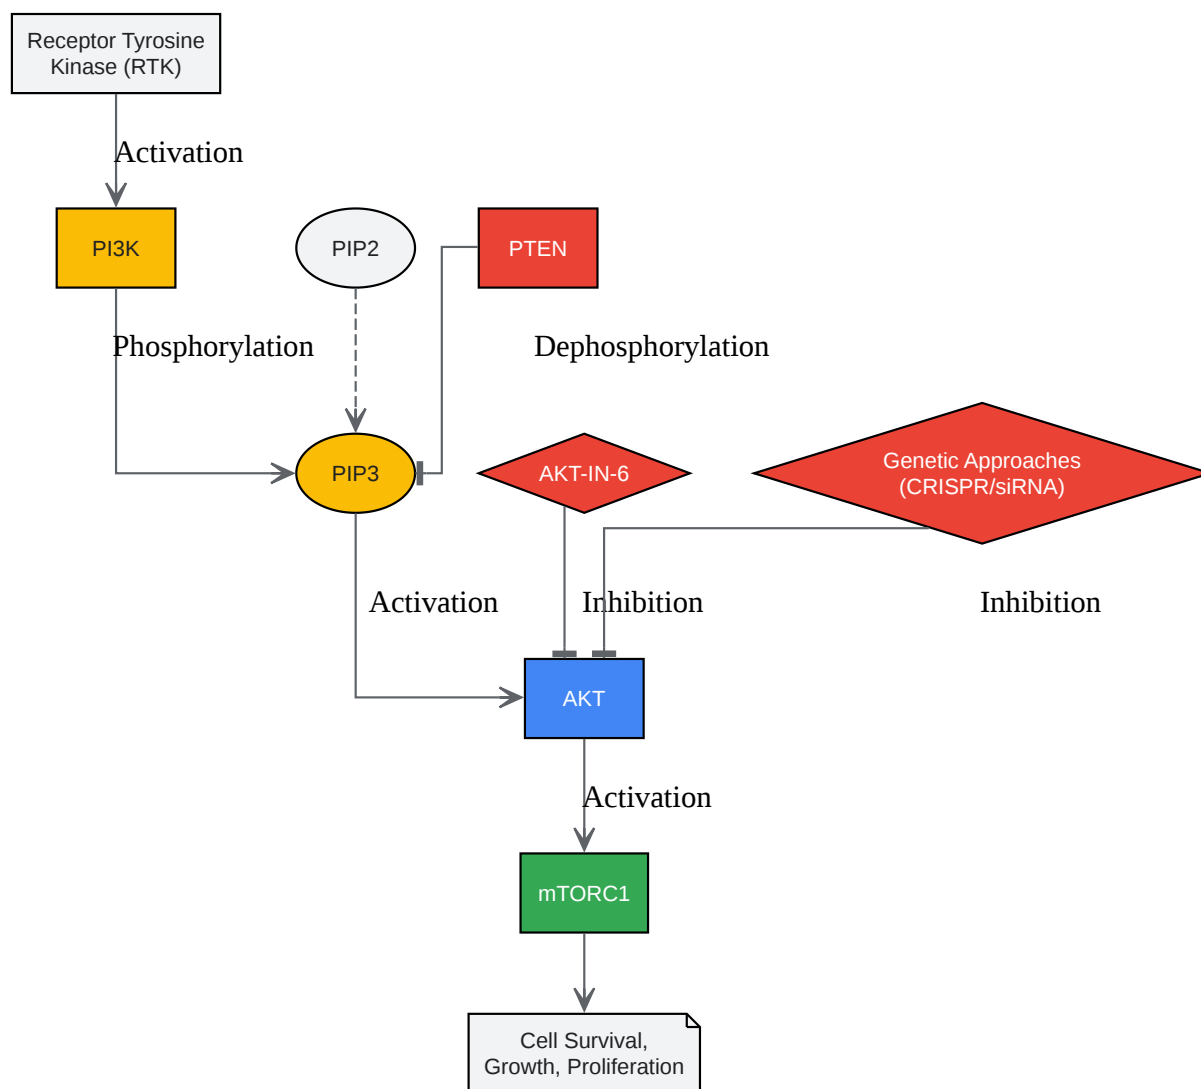 Receptor Tyrosine
Kinase (RTK)
Activation
PI3K
PIP2
PTEN
Phosphorylation
Dephosphorylation
PIP3
AKT-IN-6
Genetic Approaches
(CRISPR/siRNA)
Activation
Inhibition
Inhibition
AKT
Activation
mTORC1
Cell Survival,
Growth, Proliferation